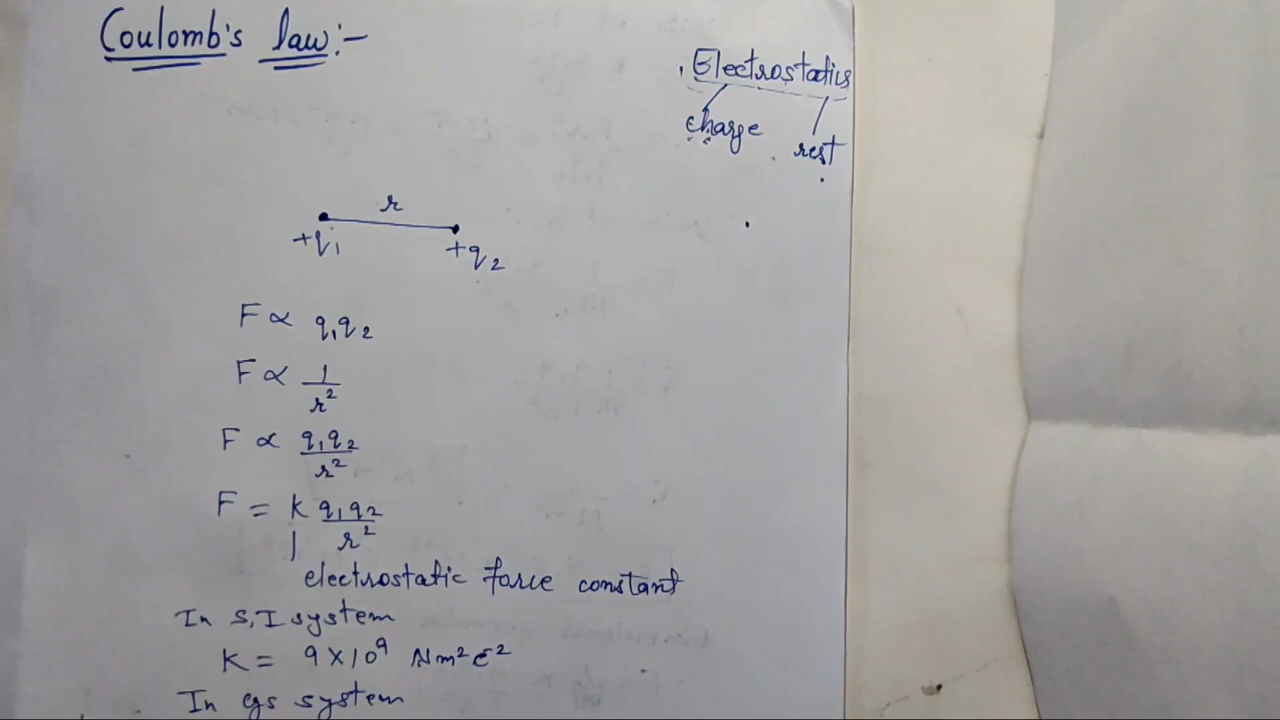 Coulomb's law:-
Electrostatics
charge
rest
r
+q₁
+q₂
F ∝ q₁q₂
F ∝ 1/r²
F ∝ q₁q₂/r²
F = K q₁q₂/r²
electrostatic force constant
In S.I system
K = 9×10⁹ Nm²C⁻²
In cgs system